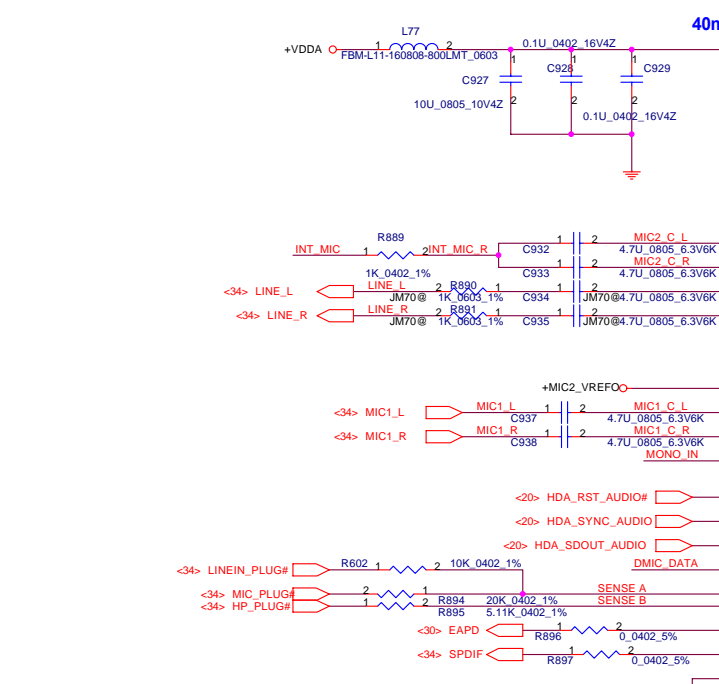 40m
L77
+VDDA 1 2 0.1U_0402_16V4Z
FBM-L11-160808-800LMT_0603
1 1 1
C927 C928 C929
10U_0805_10V4Z 2 2 2
0.1U_0402_16V4Z
R889
INT_MIC 1 2 INT_MIC_R 1 2 MIC2_C_L
C932 4.7U_0805_6.3V6K
1 2 MIC2_C_R
1K_0402_1% C933 4.7U_0805_6.3V6K
<34> LINE_L LINE_L 2 R890 1 1 2
JM70@ 1K_0603_1% C934 JM70@4.7U_0805_6.3V6K
<34> LINE_R LINE_R 2 R891 1 1 2
JM70@ 1K_0603_1% C935 JM70@4.7U_0805_6.3V6K
+MIC2_VREFO
<34> MIC1_L MIC1_L 1 2 MIC1_C_L
C937 4.7U_0805_6.3V6K
<34> MIC1_R MIC1_R 1 2 MIC1_C_R
C938 4.7U_0805_6.3V6K
MONO_IN
<20> HDA_RST_AUDIO#
<20> HDA_SYNC_AUDIO
<20> HDA_SDOUT_AUDIO
DMIC_DATA
<34> LINEIN_PLUG# R602 1 2 10K_0402_1%
<34> MIC_PLUG# 2 1 SENSE A
R894 20K_0402_1%
<34> HP_PLUG# 1 2 SENSE B
R895 5.11K_0402_1%
<30> EAPD 1 2
R896 0_0402_5%
<34> SPDIF 1 2
R897 0_0402_5%